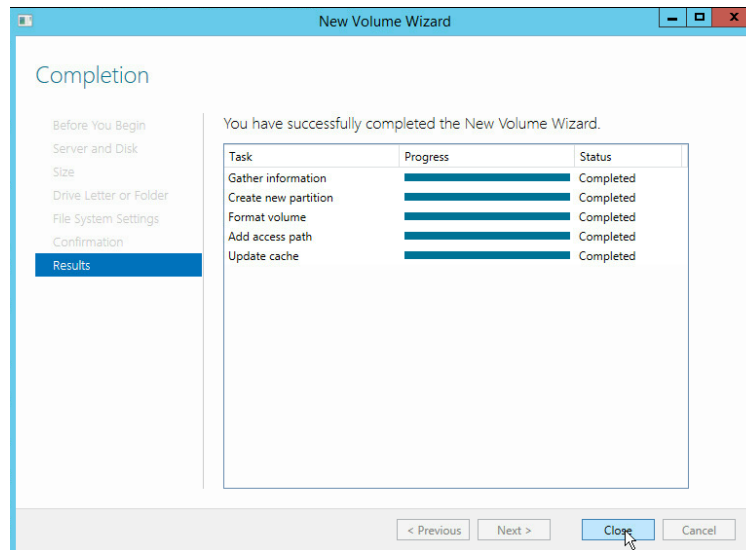 New Volume Wizard
Completion
Before You Begin
Server and Disk
Size
Drive Letter or Folder
File System Settings
Confirmation
Results
You have successfully completed the New Volume Wizard.
Task Progress Status
Gather information Completed
Create new partition Completed
Format volume Completed
Add access path Completed
Update cache Completed
< Previous Next > Close Cancel